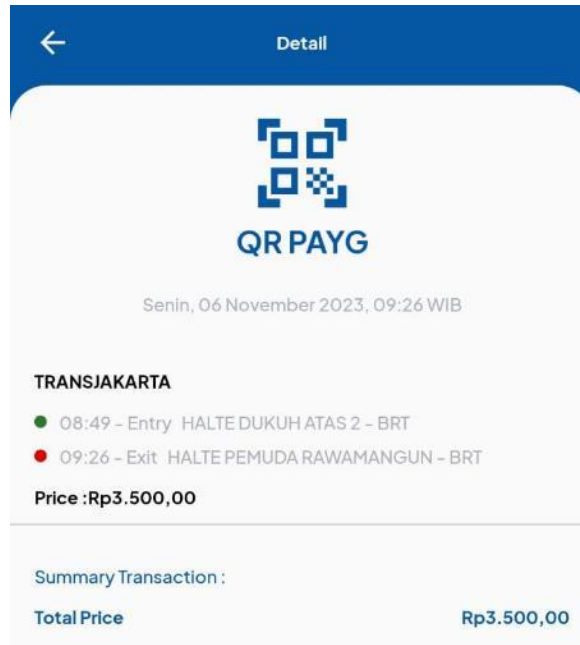 Detail
QR PAYG
Senin, 06 November 2023, 09:26 WIB
TRANSJAKARTA
08:49 - Entry HALTE DUKUH ATAS 2 - BRT
09:26 - Exit HALTE PEMUDA RAWAMANGUN - BRT
Price :Rp3.500,00
Summary Transaction :
Total Price Rp3.500,00